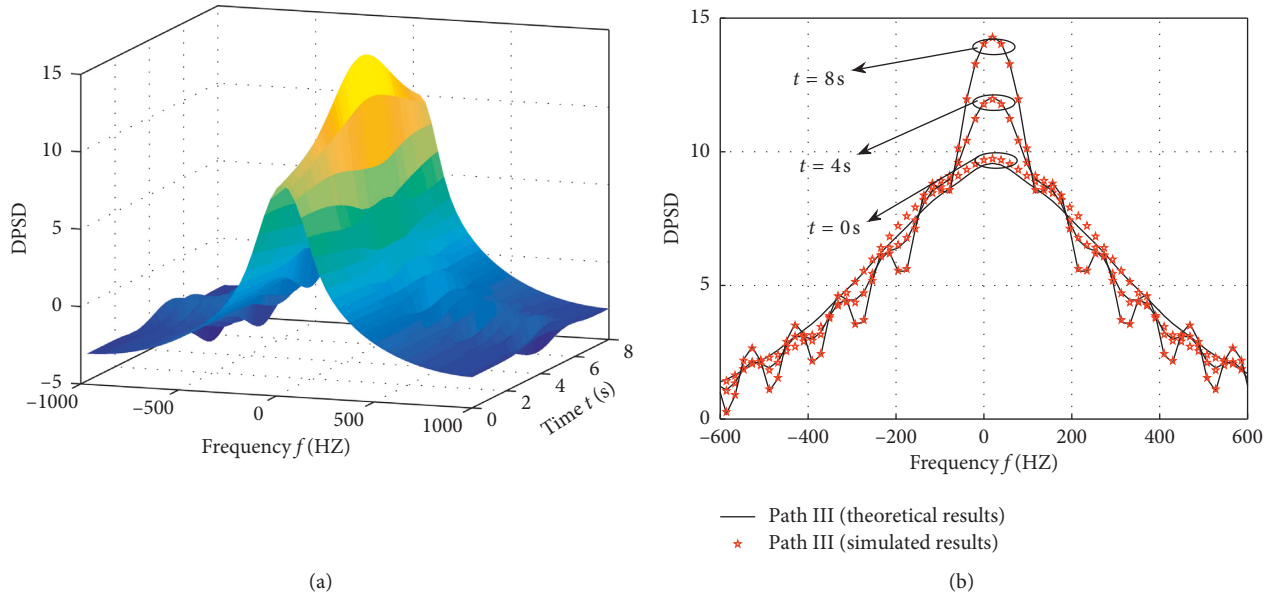 15
10
5
0
−5
DPSD
−1000
−500
0
500
1000
Frequency f (HZ)
0
2
4
6
8
Time t (s)
(a)
15
10
5
0
DPSD
t = 8 s
t = 4 s
t = 0 s
−600
−400
−200
0
200
400
600
Frequency f (HZ)
Path III (theoretical results)
Path III (simulated results)
(b)